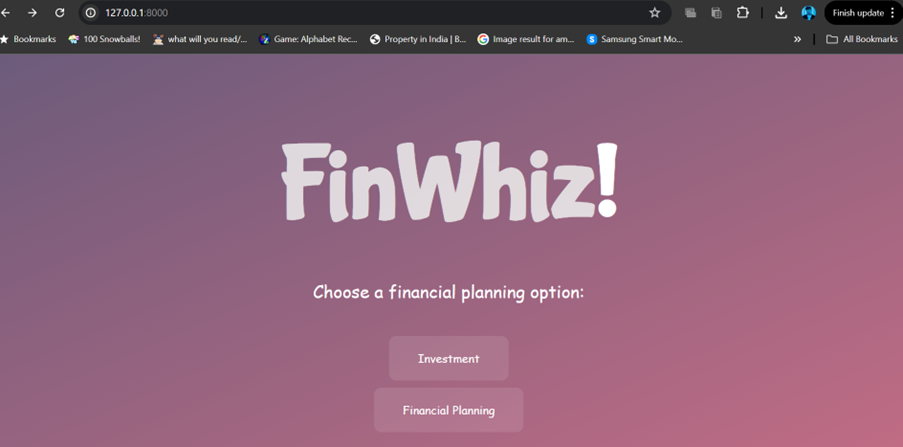 127.0.0.1:8000
Finish update
Bookmarks
100 Snowballs!
what will you read/...
Game: Alphabet Rec...
Property in India | B...
Image result for am...
Samsung Smart Mo...
»
All Bookmarks
FinWhiz!
Choose a financial planning option:
Investment
Financial Planning